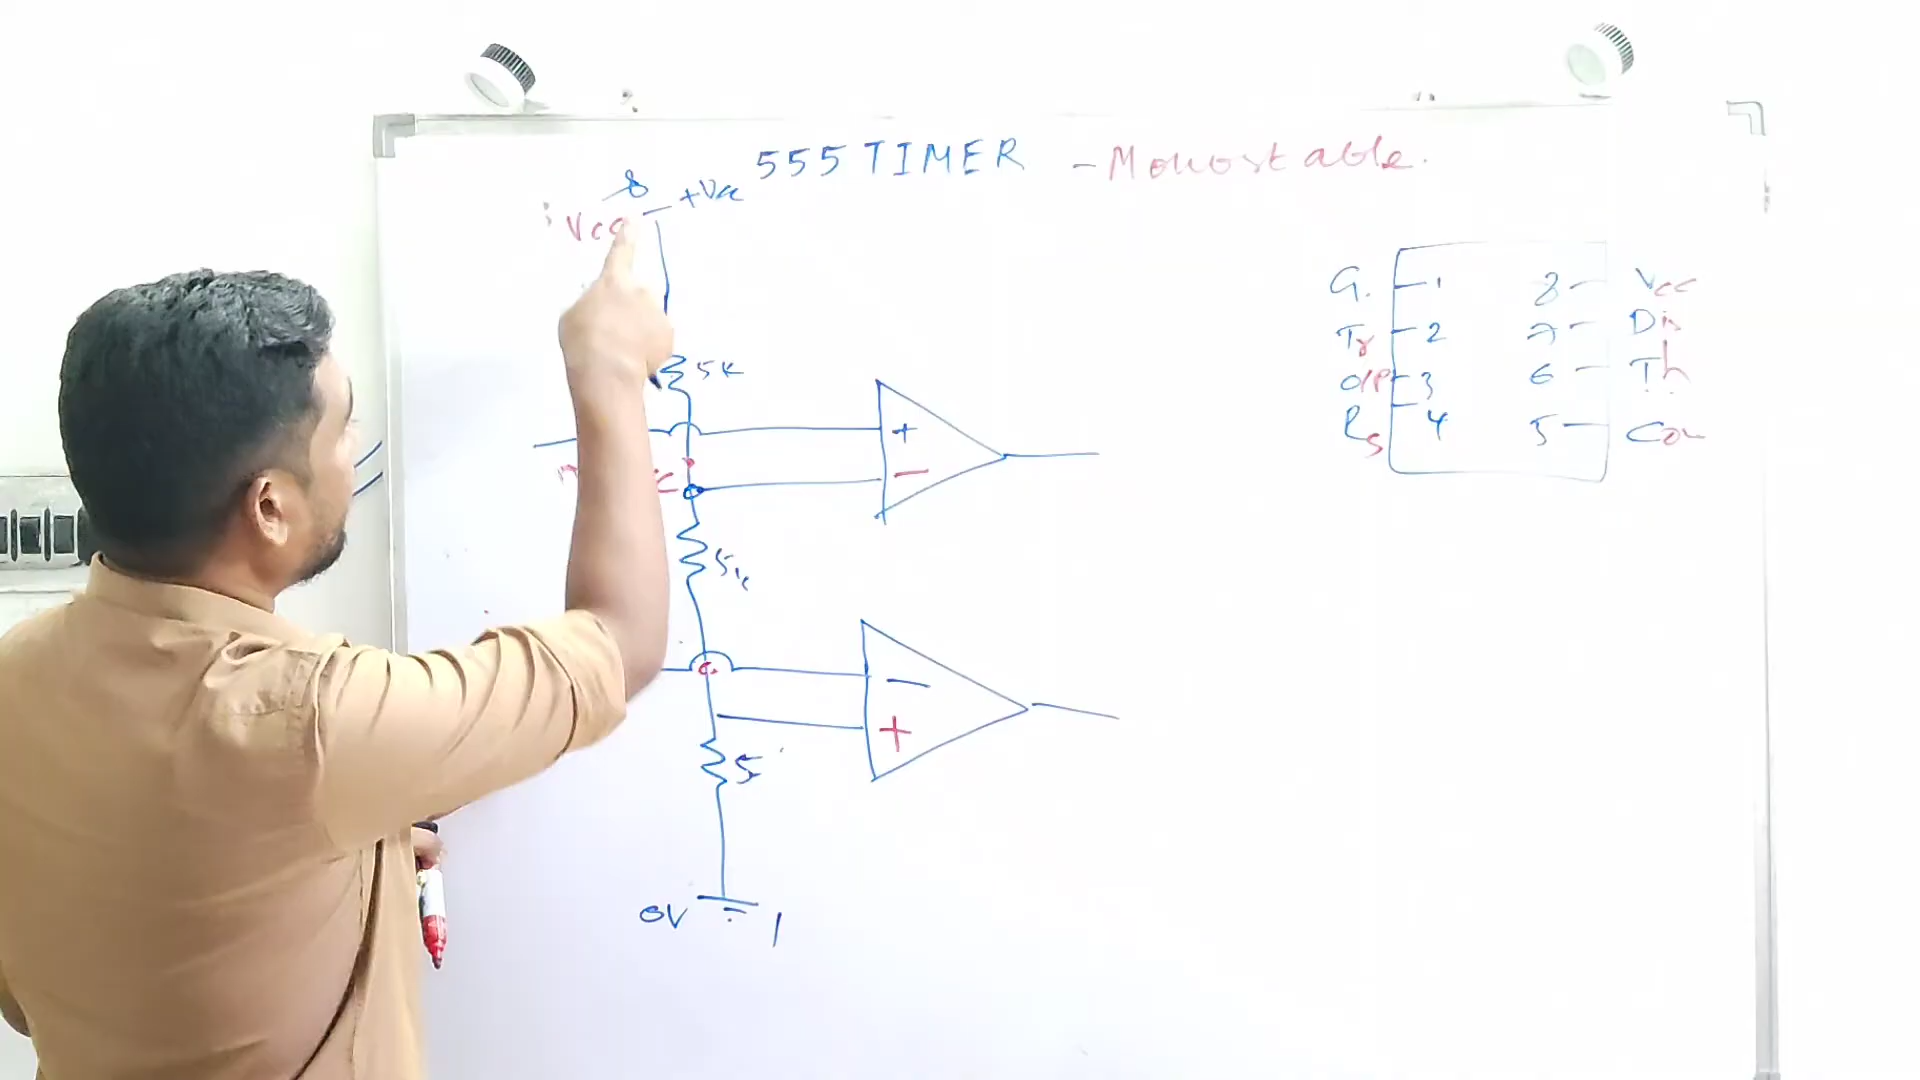 555 TIMER - Monostable.
8
+Vcc
Vcc
5K
+
-
5k
-
+
5
0V
1
G. 1 8 Vcc
Tr 2 7 Dis
O/P 3 6 Th
Rs 4 5 Con